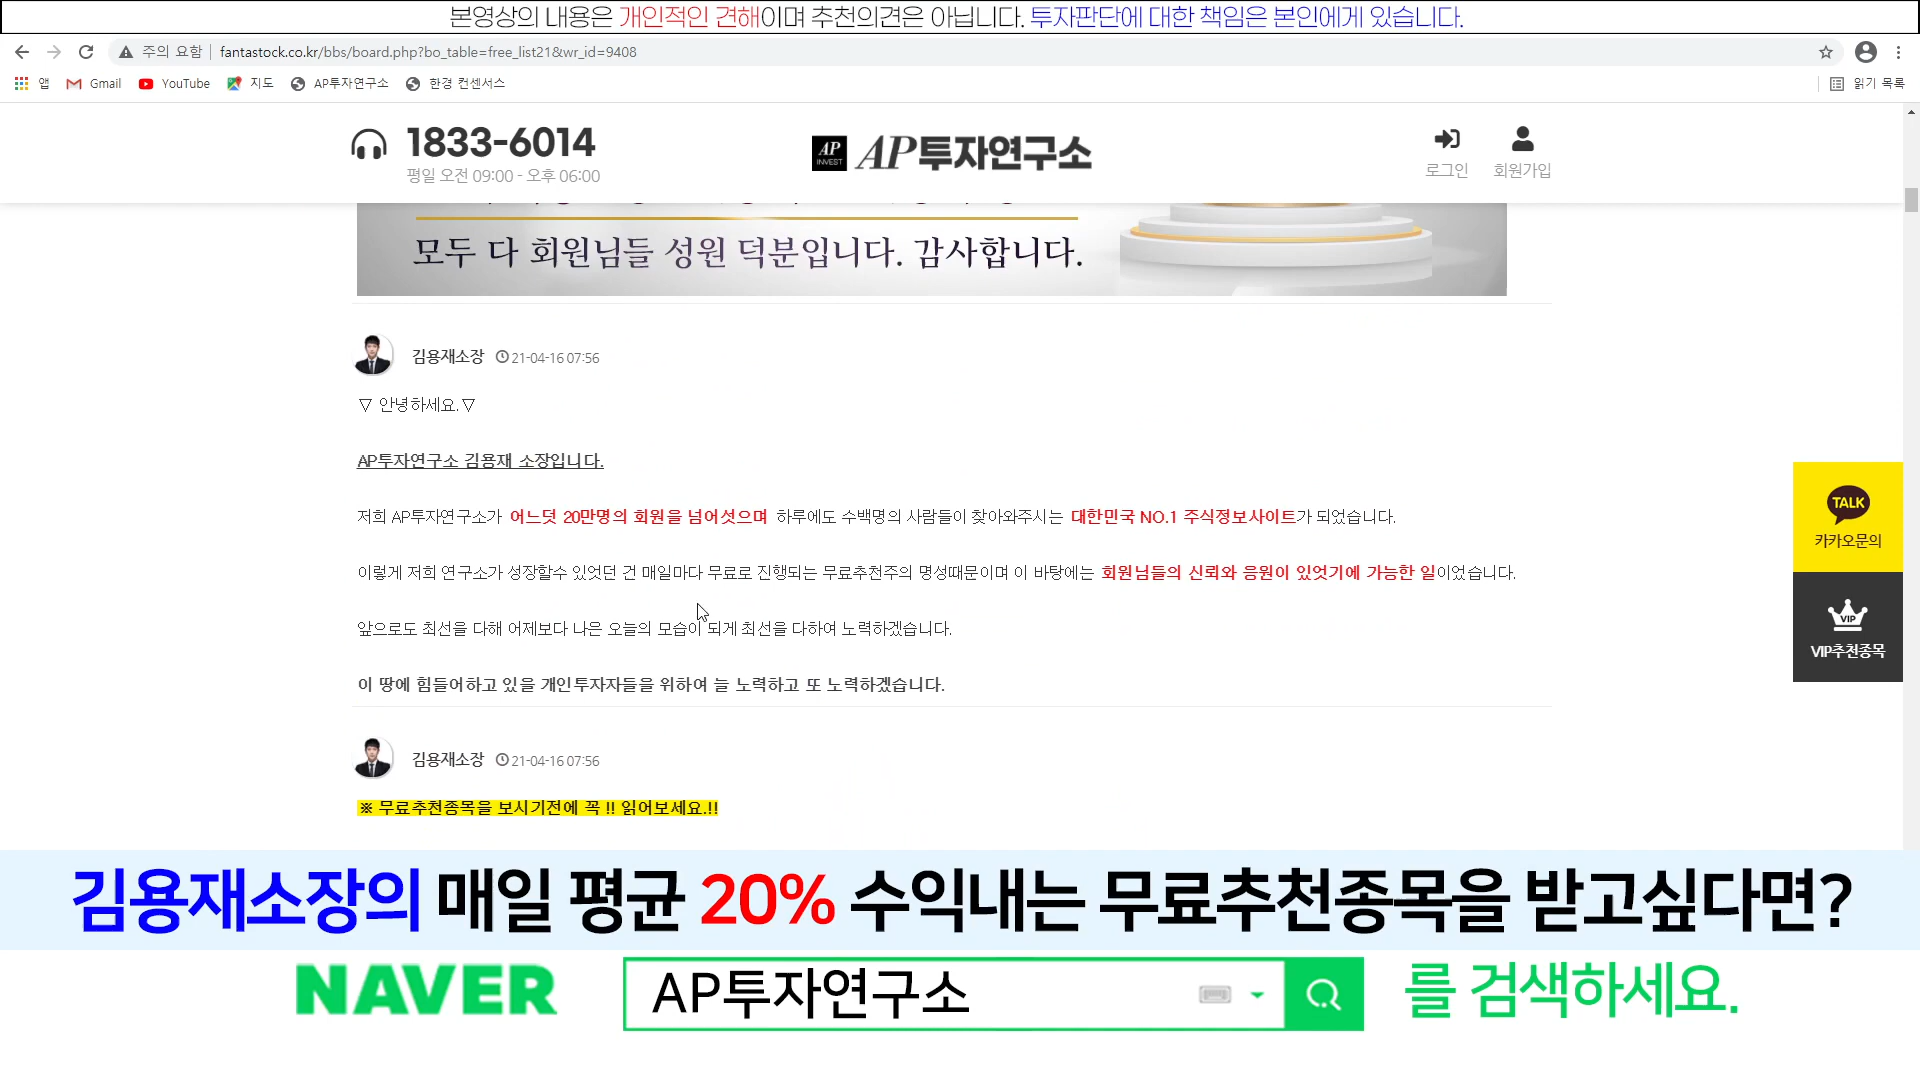 본영상의 내용은 개인적인 견해이며 추천의견은 아닙니다. 투자판단에 대한 책임은 본인에게 있습니다.
주의 요함 | fantastock.co.kr/bbs/board.php?bo_table=free_list21&wr_id=9408
앱 Gmail YouTube 지도 AP투자연구소 한경 컨센서스 읽기 목록
1833-6014
평일 오전 09:00 - 오후 06:00
AP INVEST AP투자연구소
로그인 회원가입
모두 다 회원님들 성원 덕분입니다. 감사합니다.
김용재소장 21-04-16 07:56
▽ 안녕하세요.▽
AP투자연구소 김용재 소장입니다.
저희 AP투자연구소가 어느덧 20만명의 회원을 넘어섯으며 하루에도 수백명의 사람들이 찾아와주시는 대한민국 NO.1 주식정보사이트가 되었습니다.
이렇게 저희 연구소가 성장할수 있엇던 건 매일마다 무료로 진행되는 무료추천주의 명성때문이며 이 바탕에는 회원님들의 신뢰와 응원이 있엇기에 가능한 일이었습니다.
앞으로도 최선을 다해 어제보다 나은 오늘의 모습이 되게 최선을 다하여 노력하겠습니다.
이 땅에 힘들어하고 있을 개인투자자들을 위하여 늘 노력하고 또 노력하겠습니다.
TALK
카카오문의
VIP
VIP추천종목
김용재소장 21-04-16 07:56
※ 무료추천종목을 보시기전에 꼭 !! 읽어보세요.!!
김용재소장의 매일 평균 20% 수익내는 무료추천종목을 받고싶다면?
NAVER AP투자연구소 를 검색하세요.